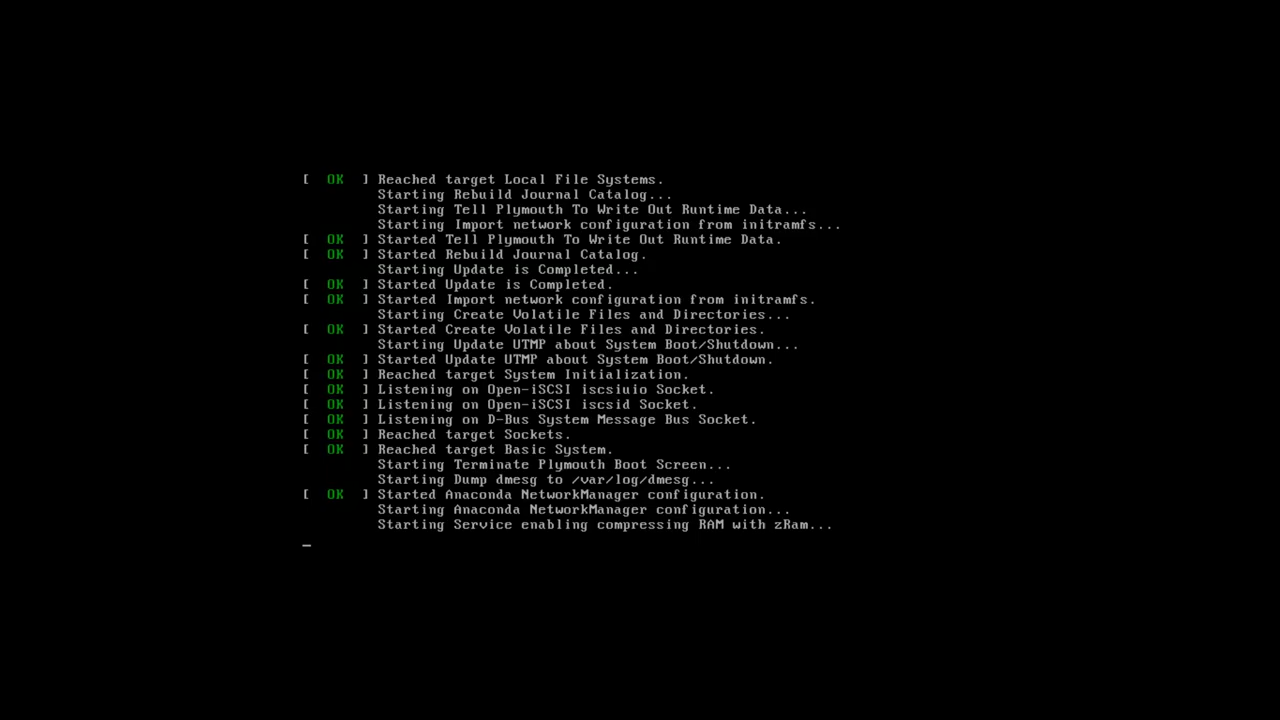 [  OK  ] Reached target Local File Systems.
         Starting Rebuild Journal Catalog...
         Starting Tell Plymouth To Write Out Runtime Data...
         Starting Import network configuration from initramfs...
[  OK  ] Started Tell Plymouth To Write Out Runtime Data.
[  OK  ] Started Rebuild Journal Catalog.
         Starting Update is Completed...
[  OK  ] Started Update is Completed.
[  OK  ] Started Import network configuration from initramfs.
         Starting Create Volatile Files and Directories...
[  OK  ] Started Create Volatile Files and Directories.
         Starting Update UTMP about System Boot/Shutdown...
[  OK  ] Started Update UTMP about System Boot/Shutdown.
[  OK  ] Reached target System Initialization.
[  OK  ] Listening on Open-iSCSI iscsiuio Socket.
[  OK  ] Listening on Open-iSCSI iscsid Socket.
[  OK  ] Listening on D-Bus System Message Bus Socket.
[  OK  ] Reached target Sockets.
[  OK  ] Reached target Basic System.
         Starting Terminate Plymouth Boot Screen...
         Starting Dump dmesg to /var/log/dmesg...
[  OK  ] Started Anaconda NetworkManager configuration.
         Starting Anaconda NetworkManager configuration...
         Starting Service enabling compressing RAM with zRam...
_